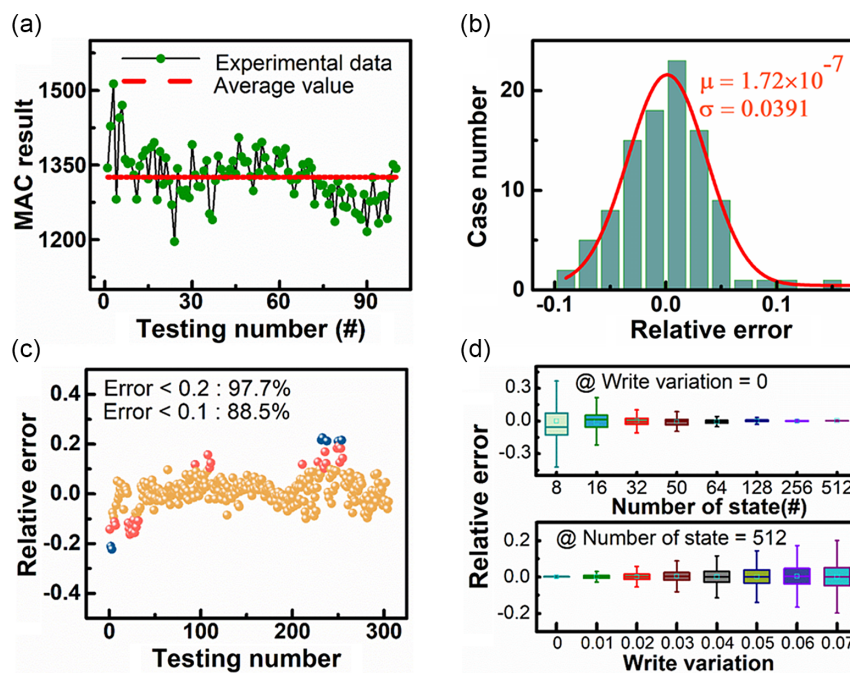 (a)
MAC result
1500
1350
1200
Experimental data
Average value
0 30 60 90
Testing number (#)
(b)
Case number
20
10
0
μ = 1.72×10-7
σ = 0.0391
-0.1 0.0 0.1
Relative error
(c)
Relative error
0.4
0.2
0.0
-0.2
-0.4
Error < 0.2 : 97.7%
Error < 0.1 : 88.5%
0 100 200 300
Testing number
(d)
Relative error
0.3
0.0
-0.3
@ Write variation = 0
8 16 32 50 64 128 256 512
Number of state(#)
0.2
0.0
-0.2
@ Number of state = 512
0 0.01 0.02 0.03 0.04 0.05 0.06 0.07
Write variation